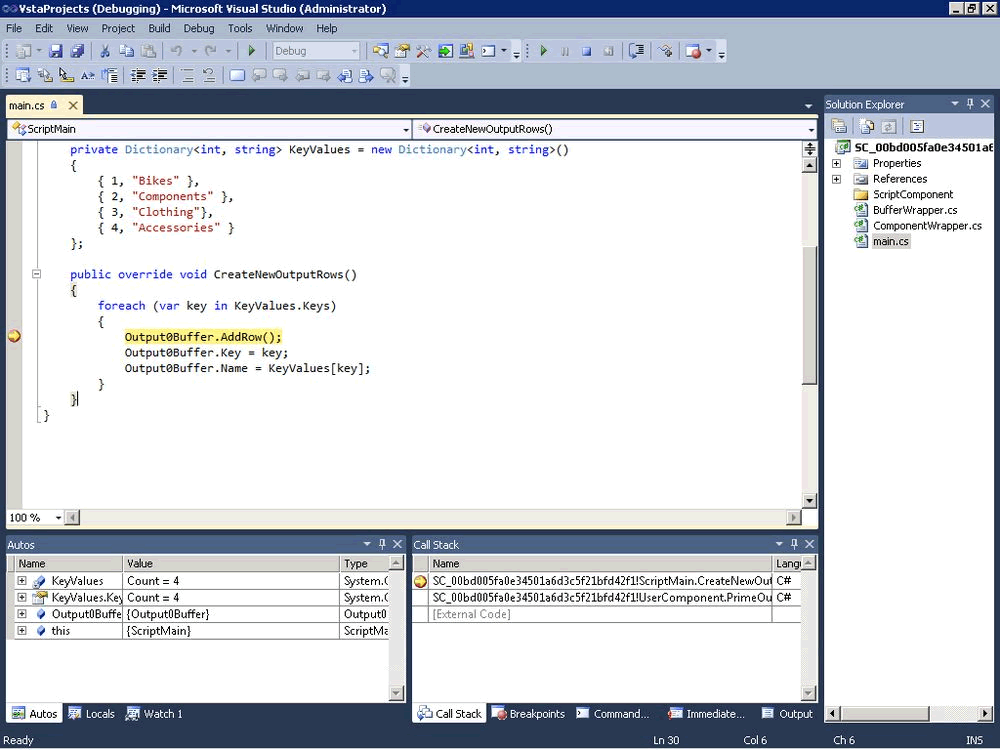 VstaProjects (Debugging) - Microsoft Visual Studio (Administrator)
File Edit View Project Build Debug Tools Window Help
Debug
main.cs
ScriptMain CreateNewOutputRows()
private Dictionary<int, string> KeyValues = new Dictionary<int, string>()
{
{ 1, "Bikes" },
{ 2, "Components" },
{ 3, "Clothing"},
{ 4, "Accessories" }
};
public override void CreateNewOutputRows()
{
foreach (var key in KeyValues.Keys)
{
Output0Buffer.AddRow();
Output0Buffer.Key = key;
Output0Buffer.Name = KeyValues[key];
}
}
}
100 %
Solution Explorer
SC_00bd005fa0e34501a6
Properties
References
ScriptComponent
BufferWrapper.cs
ComponentWrapper.cs
main.cs
Autos
Name Value Type
KeyValues Count = 4 System.C
KeyValues.Key Count = 4 System.C
Output0Buffe {Output0Buffer} Output0
this {ScriptMain} ScriptMa
Autos Locals Watch 1
Call Stack
Name Langu
SC_00bd005fa0e34501a6d3c5f21bfd42f1!ScriptMain.CreateNewOut C#
SC_00bd005fa0e34501a6d3c5f21bfd42f1!UserComponent.PrimeOu C#
[External Code]
Call Stack Breakpoints Command... Immediate... Output
Ready Ln 30 Col 6 Ch 6 INS